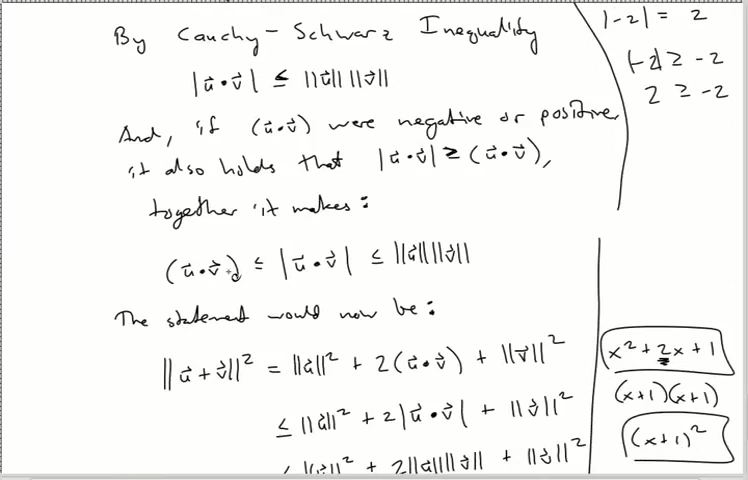 By Cauchy-Schwarz Inequality
|u⃗·v⃗| ≤ ||u⃗|| ||v⃗||
And, if (u⃗·v⃗) were negative or positive,
it also holds that |u⃗·v⃗| ≥ (u⃗·v⃗),
together it makes:
(u⃗·v⃗) ≤ |u⃗·v⃗| ≤ ||u⃗|| ||v⃗||
The statement would now be:
||u⃗+v⃗||² = ||u⃗||² + 2(u⃗·v⃗) + ||v⃗||²
≤ ||u⃗||² + 2|u⃗·v⃗| + ||v⃗||²
≤ ||u⃗||² + 2||u⃗|| ||v⃗|| + ||v⃗||²
|-2| = 2
|-2| ≥ -2
2 ≥ -2
x² + 2x + 1
(x+1)(x+1)
(x+1)²